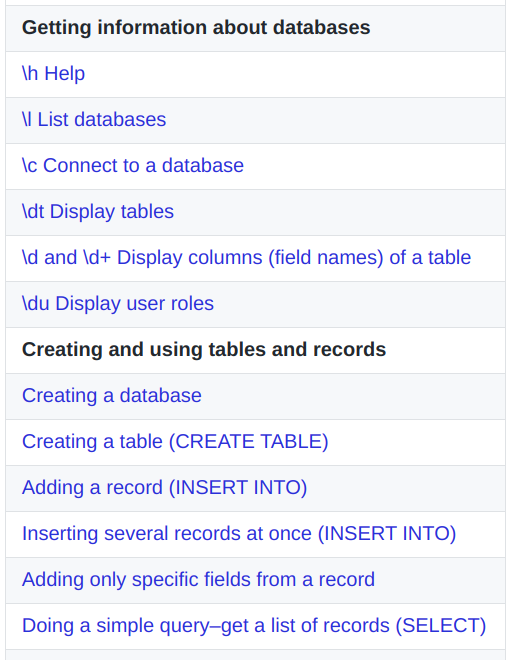 Getting information about databases
\h Help
\l List databases
\c Connect to a database
\dt Display tables
\d and \d+ Display columns (field names) of a table
\du Display user roles
Creating and using tables and records
Creating a database
Creating a table (CREATE TABLE)
Adding a record (INSERT INTO)
Inserting several records at once (INSERT INTO)
Adding only specific fields from a record
Doing a simple query–get a list of records (SELECT)